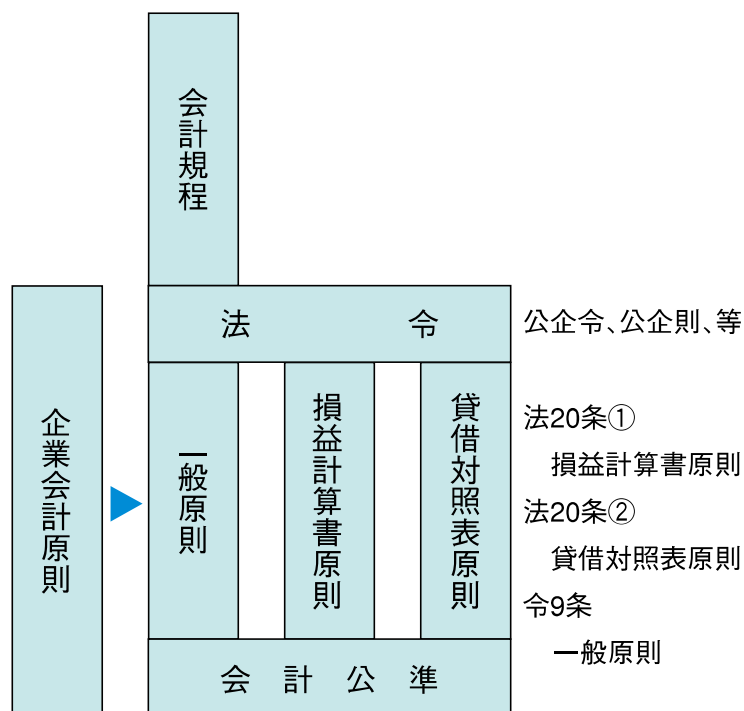 会計規程
法令
公企令、公企則、等
企業会計原則
一般原則
損益計算書原則
貸借対照表原則
法20条①
損益計算書原則
法20条②
貸借対照表原則
令9条
一般原則
会計公準